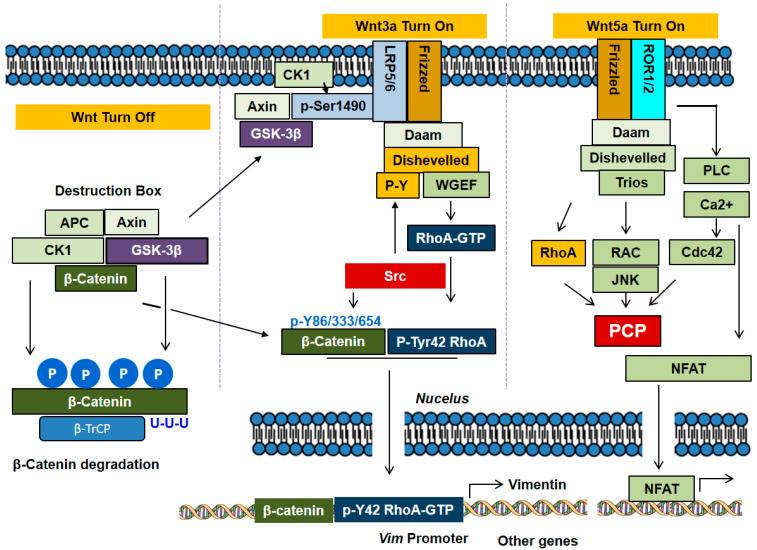 Wnt3a Turn On
Wnt5a Turn On
Wnt Turn Off
CK1
LRP5/6
Frizzed
Axin
p-Ser1490
GSK-3β
Daam
Dishevelled
P-Y
WGEF
RhoA-GTP
Src
p-Y86/333/654
β-Catenin
P-Tyr42 RhoA
Destruction Box
APC
Axin
CK1
GSK-3β
β-Catenin
P
P
P
P
β-Catenin
β-TrCP
U-U-U
β-Catenin degradation
Frizzled
ROR1/2
Daam
Dishevelled
Trios
PLC
Ca2+
RhoA
RAC
Cdc42
JNK
PCP
NFAT
Nucelus
NFAT
Vimentin
β-catenin
p-Y42 RhoA-GTP
Vim Promoter
Other genes